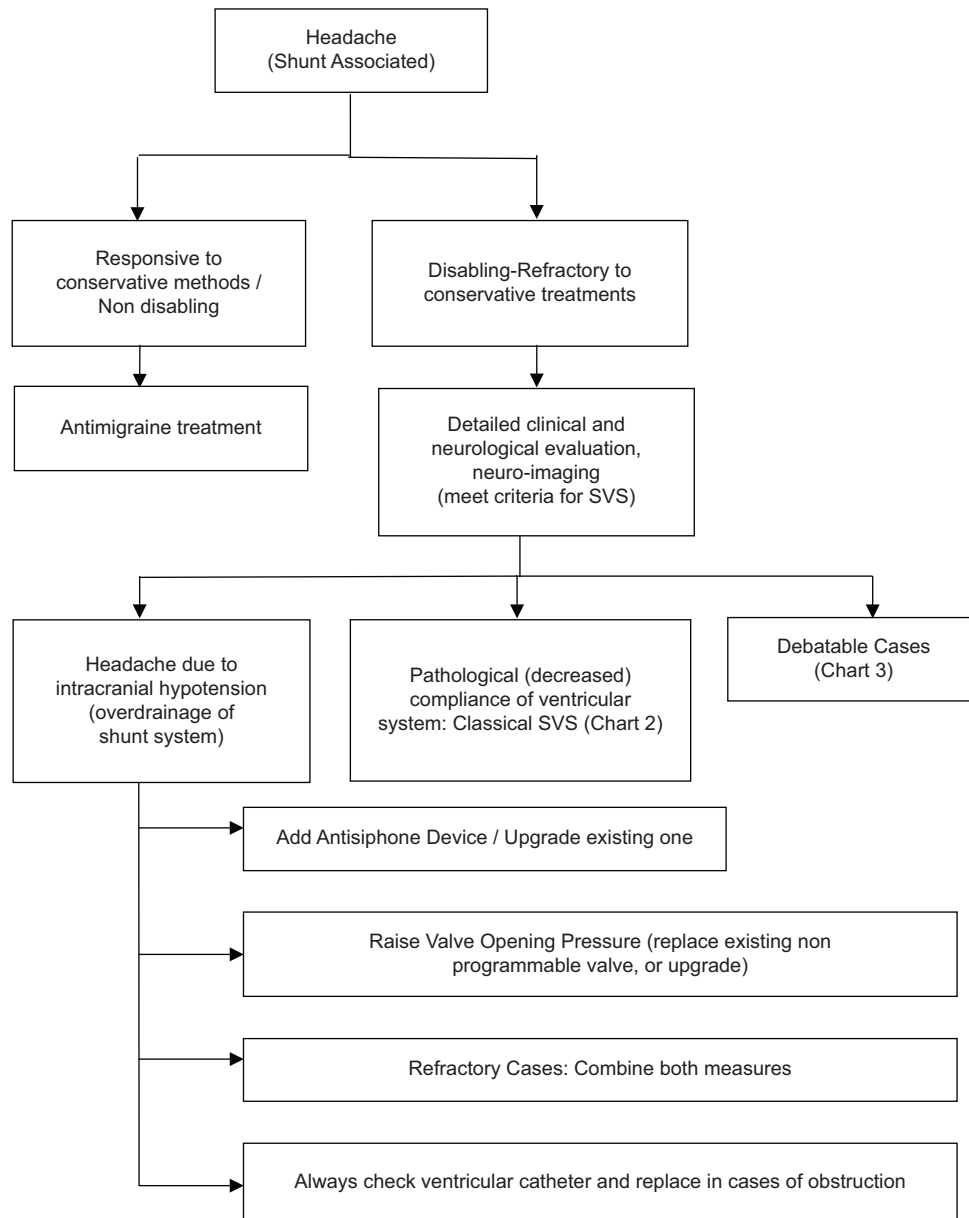 Headache
(Shunt Associated)
Responsive to
conservative methods /
Non disabling
Disabling-Refractory to
conservative treatments
Antimigraine treatment
Detailed clinical and
neurological evaluation,
neuro-imaging
(meet criteria for SVS)
Headache due to
intracranial hypotension
(overdrainage of
shunt system)
Pathological (decreased)
compliance of ventricular
system: Classical SVS (Chart 2)
Debatable Cases
(Chart 3)
Add Antisiphone Device / Upgrade existing one
Raise Valve Opening Pressure (replace existing non
programmable valve, or upgrade)
Refractory Cases: Combine both measures
Always check ventricular catheter and replace in cases of obstruction